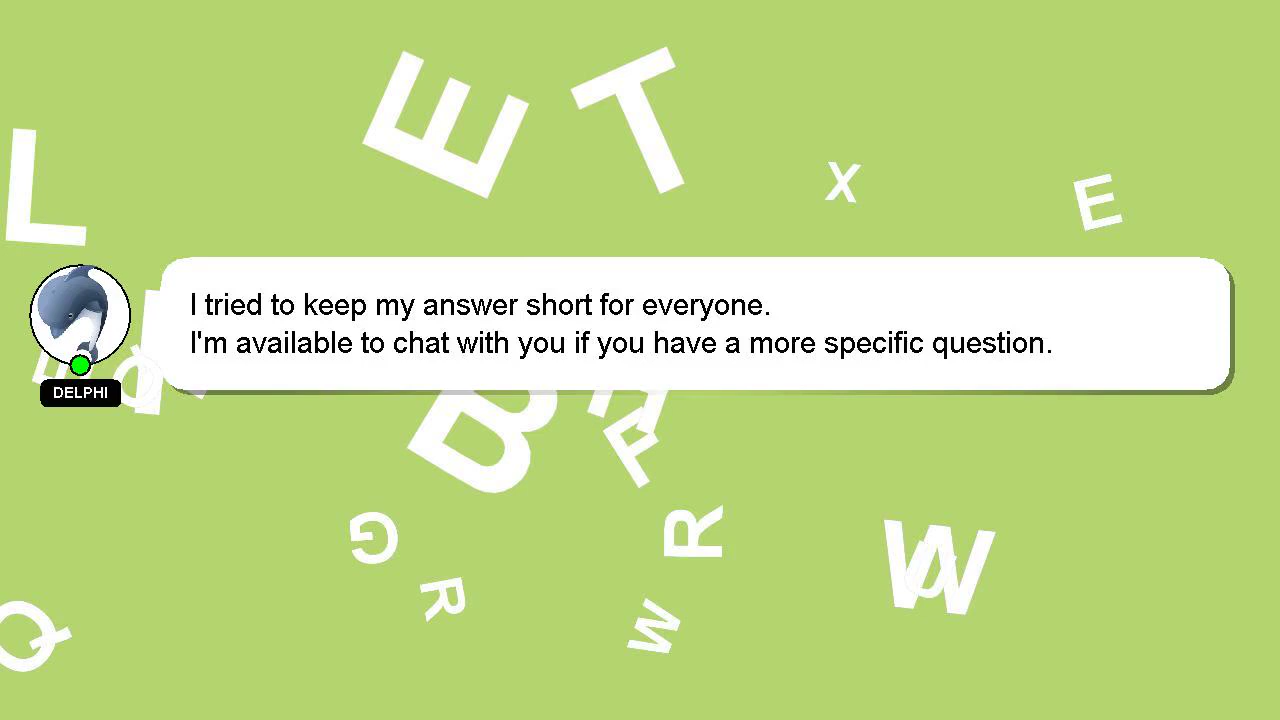 E T
L X E
I tried to keep my answer short for everyone.
I'm available to chat with you if you have a more specific question.
DELPHI
B
G R W
R W
Q